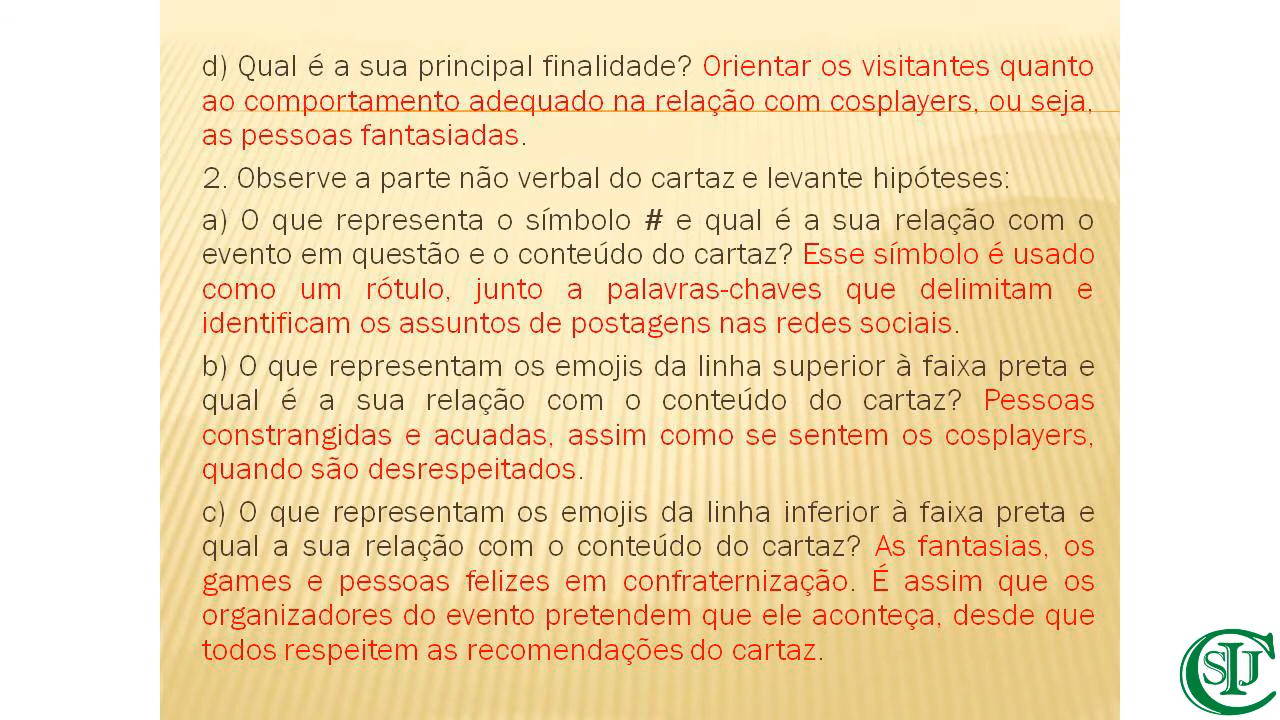 d) Qual é a sua principal finalidade? Orientar os visitantes quanto
ao comportamento adequado na relação com cosplayers, ou seja,
as pessoas fantasiadas.
2. Observe a parte não verbal do cartaz e levante hipóteses:
a) O que representa o símbolo # e qual é a sua relação com o
evento em questão e o conteúdo do cartaz? Esse símbolo é usado
como um rótulo, junto a palavras-chaves que delimitam e
identificam os assuntos de postagens nas redes sociais.
b) O que representam os emojis da linha superior à faixa preta e
qual é a sua relação com o conteúdo do cartaz? Pessoas
constrangidas e acuadas, assim como se sentem os cosplayers,
quando são desrespeitados.
c) O que representam os emojis da linha inferior à faixa preta e
qual a sua relação com o conteúdo do cartaz? As fantasias, os
games e pessoas felizes em confraternização. É assim que os
organizadores do evento pretendem que ele aconteça, desde que
todos respeitem as recomendações do cartaz.